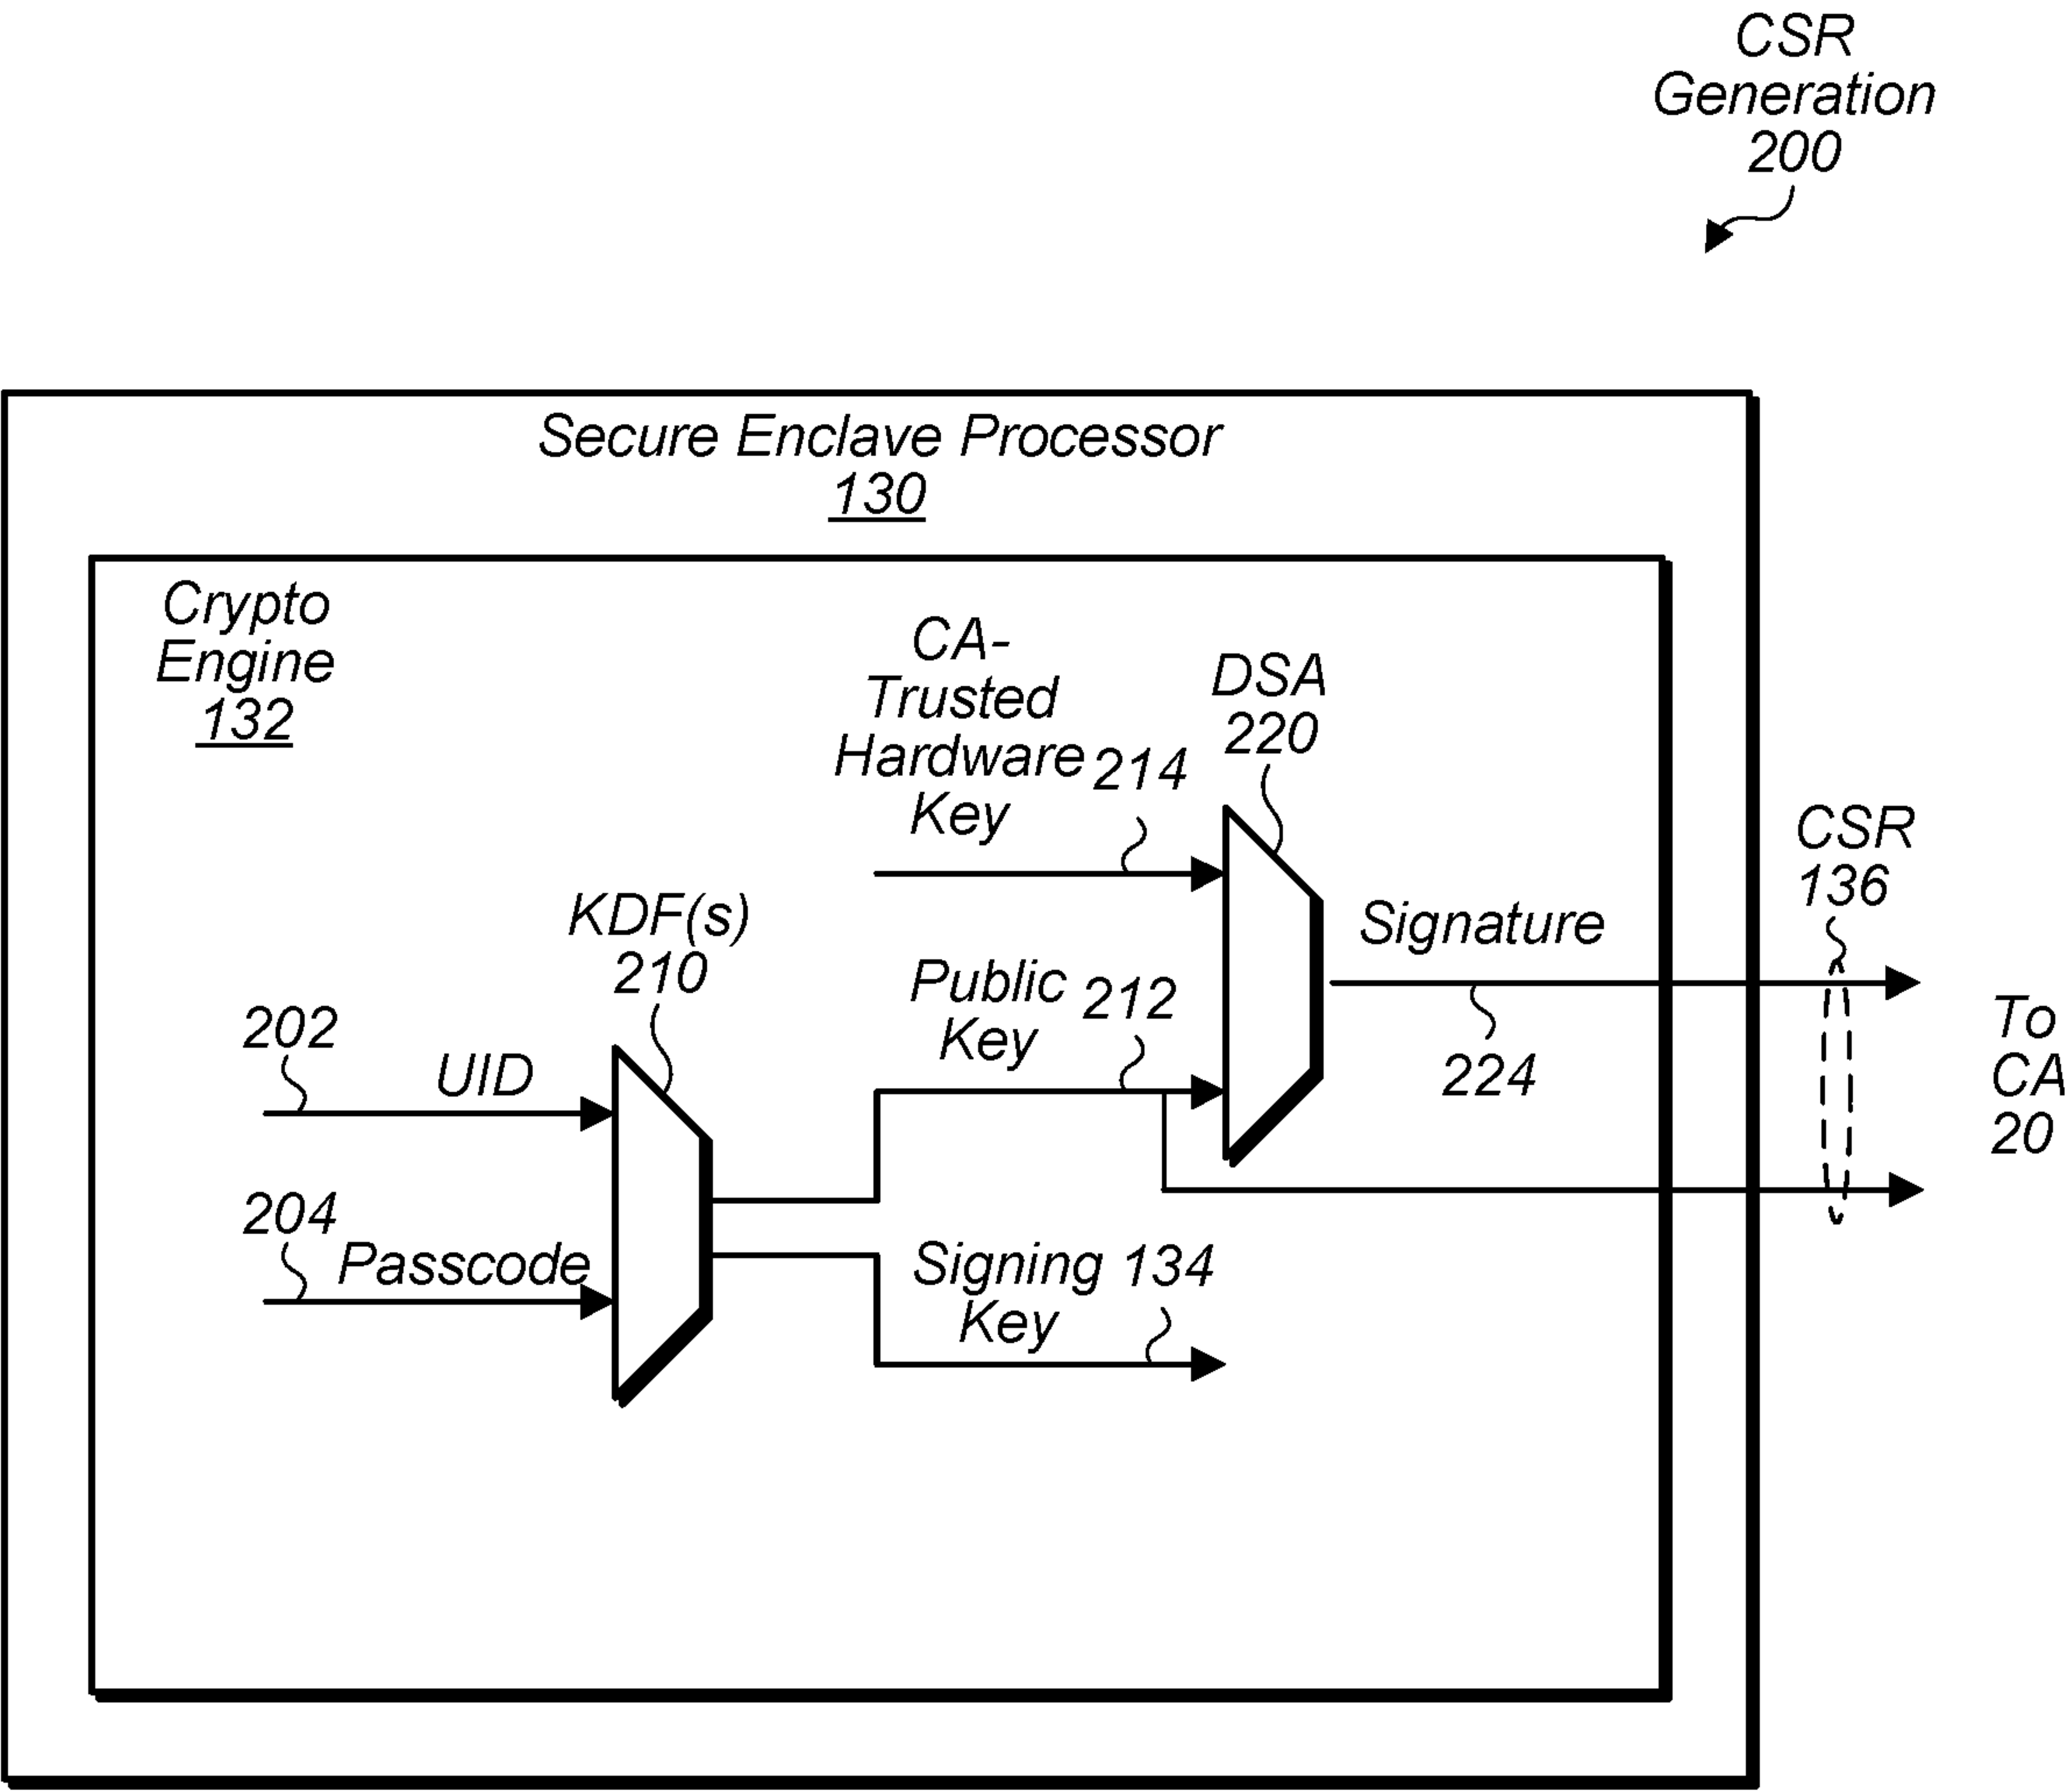 CSR
Generation
200
Secure Enclave Processor
130
Crypto
Engine
132
CA-
Trusted
Hardware 214
Key
DSA
220
KDF(s)
210
Public 212
Key
Signature
224
CSR
136
To
CA
20
202
UID
204
Passcode
Signing 134
Key